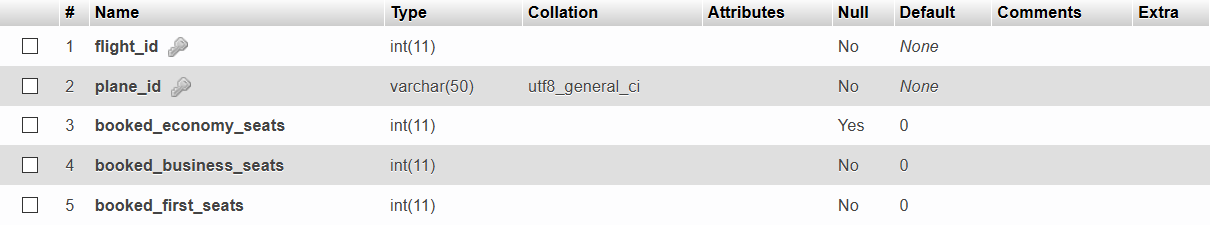 # Name Type Collation Attributes Null Default Comments Extra
1 flight_id int(11) No None
2 plane_id varchar(50) utf8_general_ci No None
3 booked_economy_seats int(11) Yes 0
4 booked_business_seats int(11) No 0
5 booked_first_seats int(11) No 0